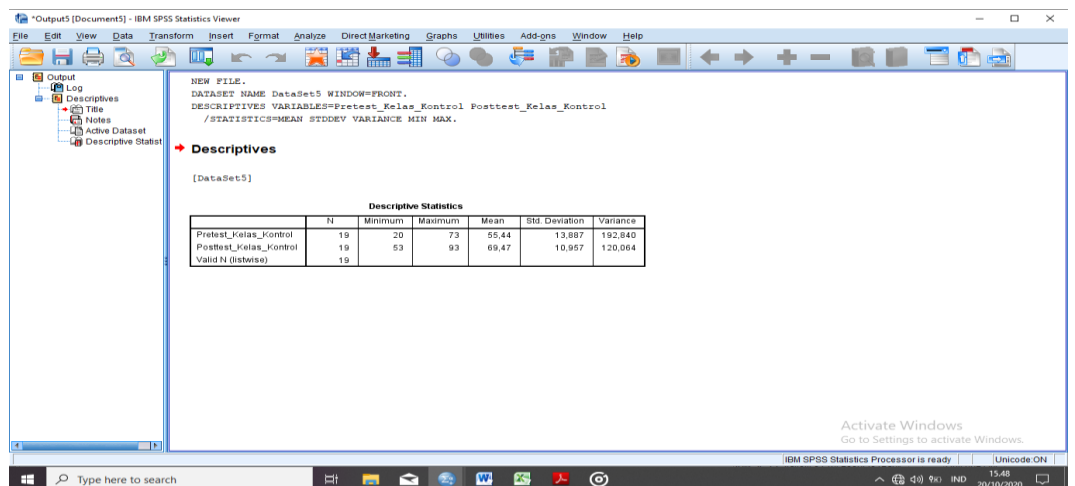 *Output5 [Document5] - IBM SPSS Statistics Viewer
File Edit View Data Transform Insert Format Analyze Direct Marketing Graphs Utilities Add-ons Window Help
Output
Log
Descriptives
Title
Notes
Active Dataset
Descriptive Statist
NEW FILE.
DATASET NAME DataSet5 WINDOW=FRONT.
DESCRIPTIVES VARIABLES=Pretest_Kelas_Kontrol Posttest_Kelas_Kontrol
/STATISTICS=MEAN STDDEV VARIANCE MIN MAX.
Descriptives
[DataSet5]
Descriptive Statistics
N Minimum Maximum Mean Std. Deviation Variance
Pretest_Kelas_Kontrol 19 20 73 55,44 13,887 192,840
Posttest_Kelas_Kontrol 19 53 93 69,47 10,957 120,064
Valid N (listwise) 19
Activate Windows
Go to Settings to activate Windows.
IBM SPSS Statistics Processor is ready Unicode:ON
Type here to search
IND
15.48
20/10/2020